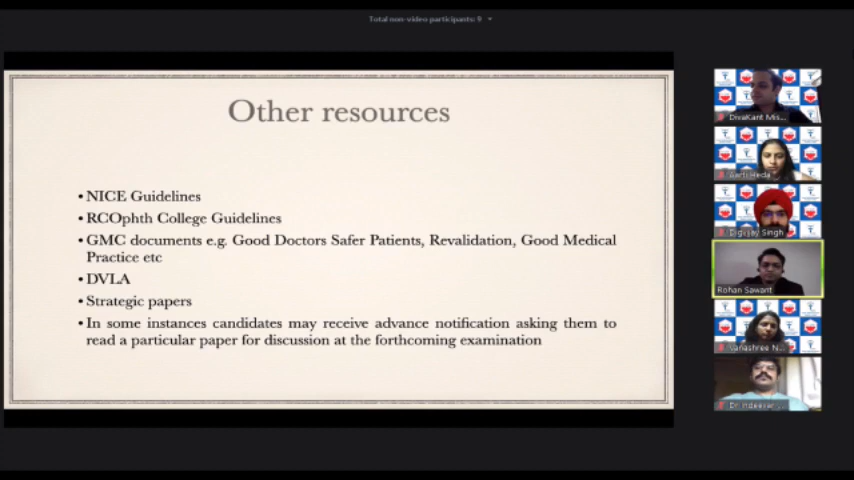 Total non-video participants: 9
Other resources
• NICE Guidelines
• RCOphth College Guidelines
• GMC documents e.g. Good Doctors Safer Patients, Revalidation, Good Medical
Practice etc
• DVLA
• Strategic papers
• In some instances candidates may receive advance notification asking them to
read a particular paper for discussion at the forthcoming examination
DivaKant Mis...
Aarti Heda
Digvijay Singh
Rohan Sawant
Vanashree N...
Dr